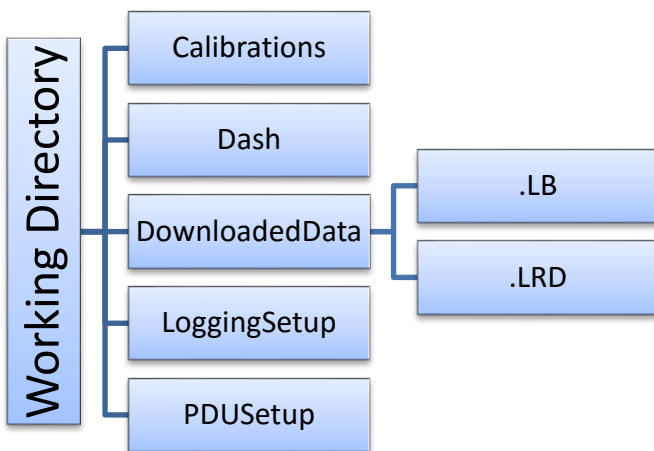 Working Directory
Calibrations
Dash
DownloadedData
LoggingSetup
PDUSetup
.LB
.LRD